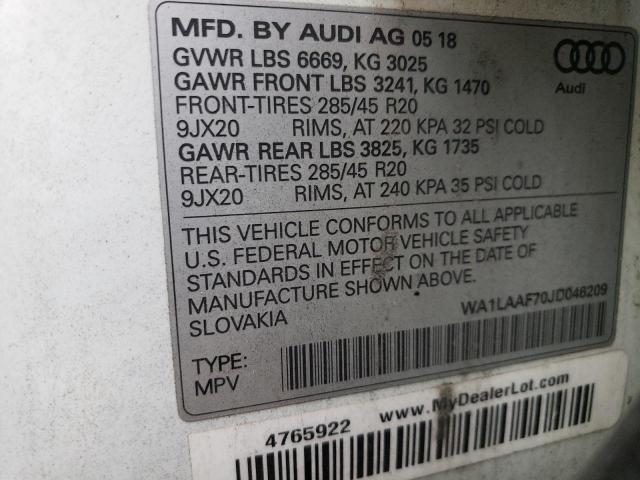 MFD. BY AUDI AG 05 18
GVWR LBS 6669, KG 3025
GAWR FRONT LBS 3241, KG 1470
FRONT-TIRES 285/45 R20
9JX20 RIMS, AT 220 KPA 32 PSI COLD
GAWR REAR LBS 3825, KG 1735
REAR-TIRES 285/45 R20
9JX20 RIMS, AT 240 KPA 35 PSI COLD
Audi
THIS VEHICLE CONFORMS TO ALL APPLICABLE
U.S. FEDERAL MOTOR VEHICLE SAFETY
STANDARDS IN EFFECT ON THE DATE OF
MANUFACTURE SHOWN ABOVE.
SLOVAKIA
WA1LAAF70JD046209
TYPE:
MPV
4765922 www.MyDealerLot.com